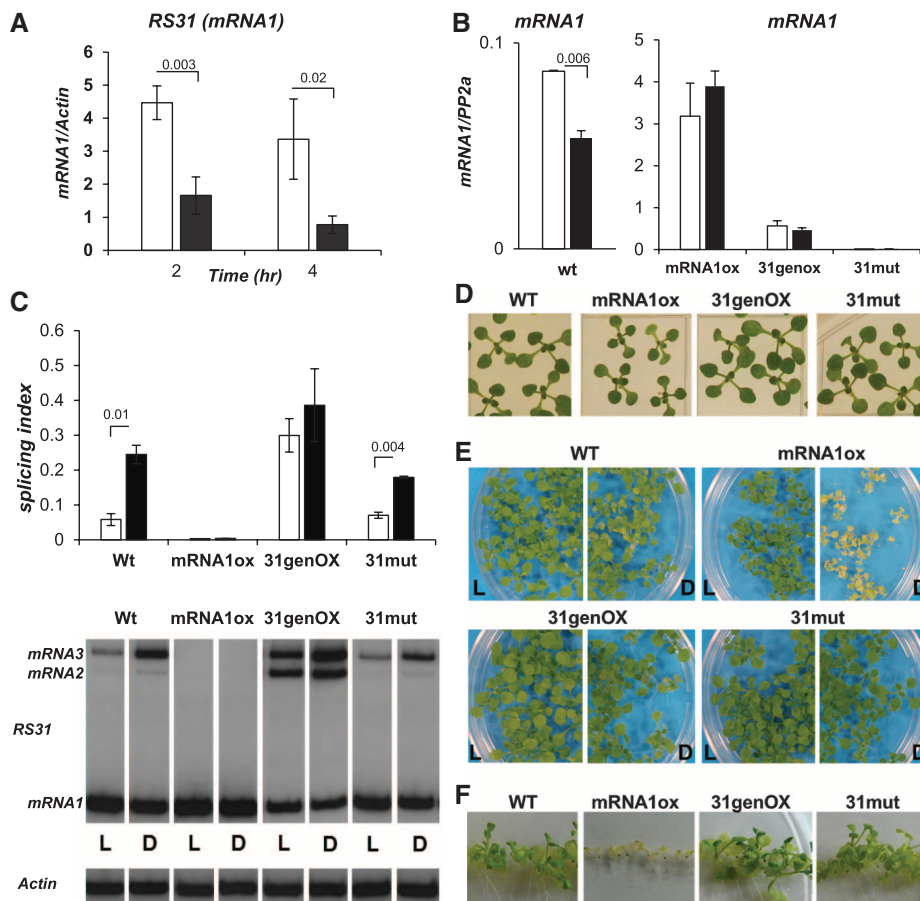 A
RS31 (mRNA1)
mRNA1/Actin
6
5
4
3
2
1
0
0.003
0.02
2
Time (hr)
4
B
mRNA1
mRNA1
mRNA1/PP2a
0.1
0
0.006
wt
4
3
2
1
0
mRNA1ox
31genox
31mut
C
splicing index
0.6
0.5
0.4
0.3
0.2
0.1
0
0.01
0.004
Wt
mRNA1ox
31genOX
31mut
Wt
mRNA1ox
31genOX
31mut
mRNA3
mRNA2
RS31
mRNA1
L D L D L D L D
Actin
D
WT
mRNA1ox
31genOX
31mut
E
WT
mRNA1ox
L
D
L
D
31genOX
31mut
L
D
L
D
F
WT
mRNA1ox
31genOX
31mut